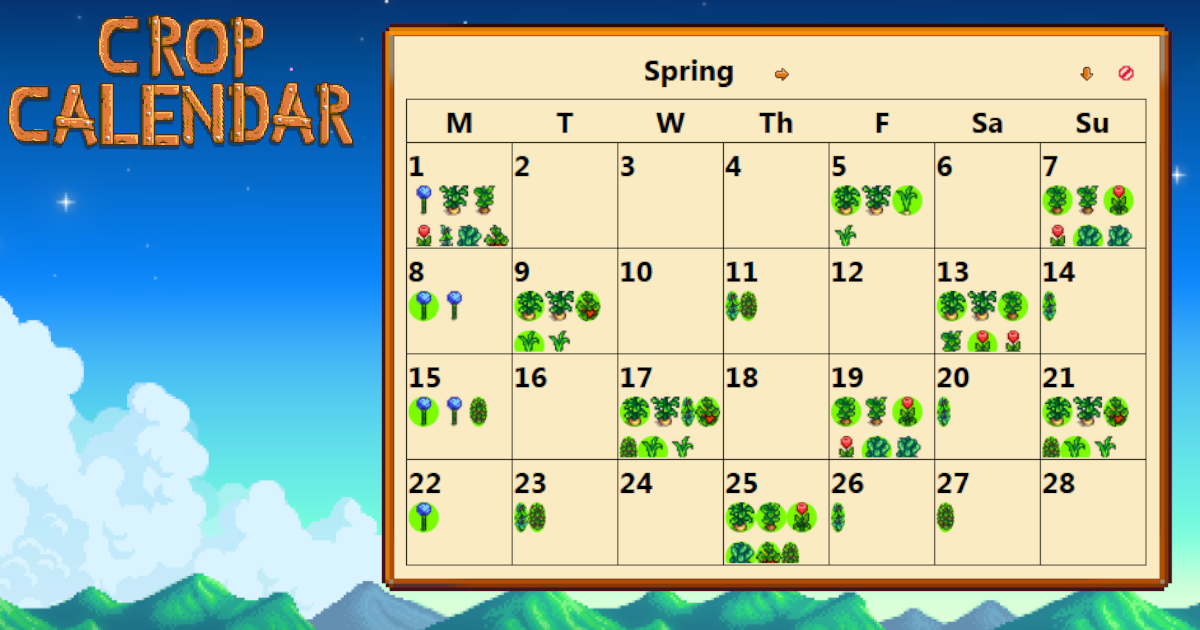 CROP
CALENDAR
Spring
M T W Th F Sa Su
1 2 3 4 5 6 7
8 9 10 11 12 13 14
15 16 17 18 19 20 21
22 23 24 25 26 27 28